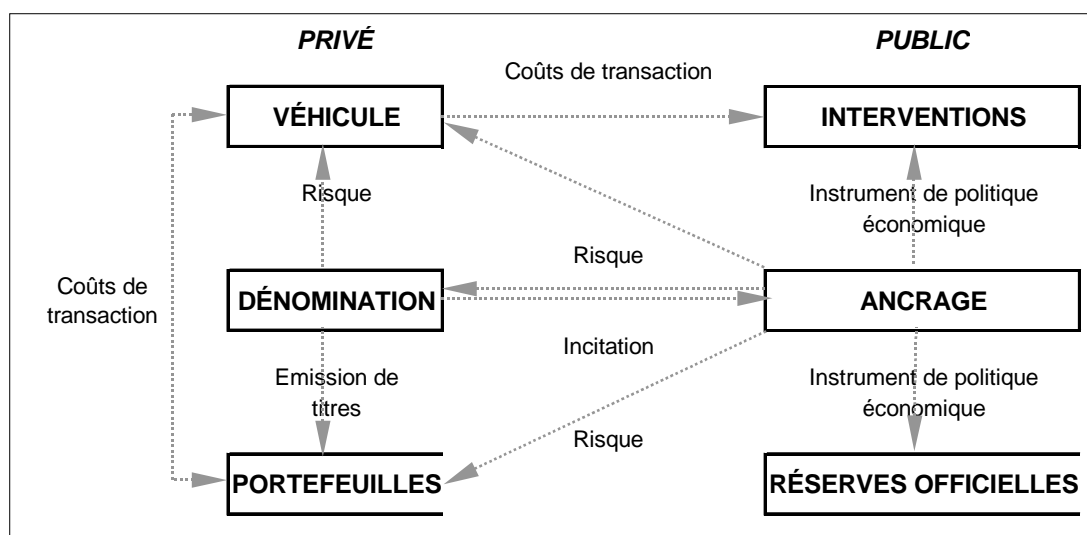 PRIVÉ
PUBLIC
Coûts de transaction
VÉHICULE
INTERVENTIONS
Risque
Instrument de politique
économique
Risque
Coûts de
transaction
DÉNOMINATION
ANCRAGE
Incitation
Emission de
titres
Instrument de politique
économique
Risque
PORTEFEUILLES
RÉSERVES OFFICIELLES